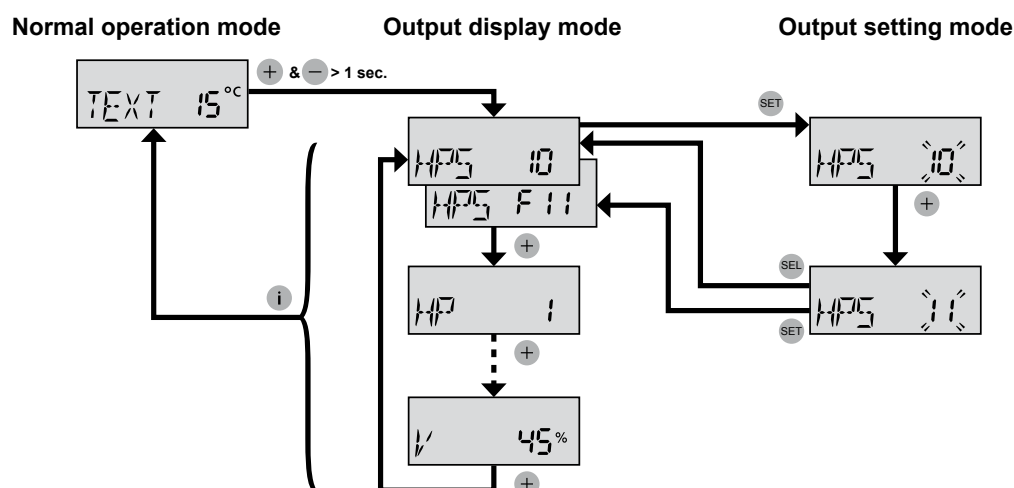 Normal operation mode
Output display mode
Output setting mode
+ & − > 1 sec.
TEXT 15°C
SET
HPS 10
HPS 10
HPS F11
+
+
SEL
i
HP 1
HPS 11
SET
+
V 45%
+